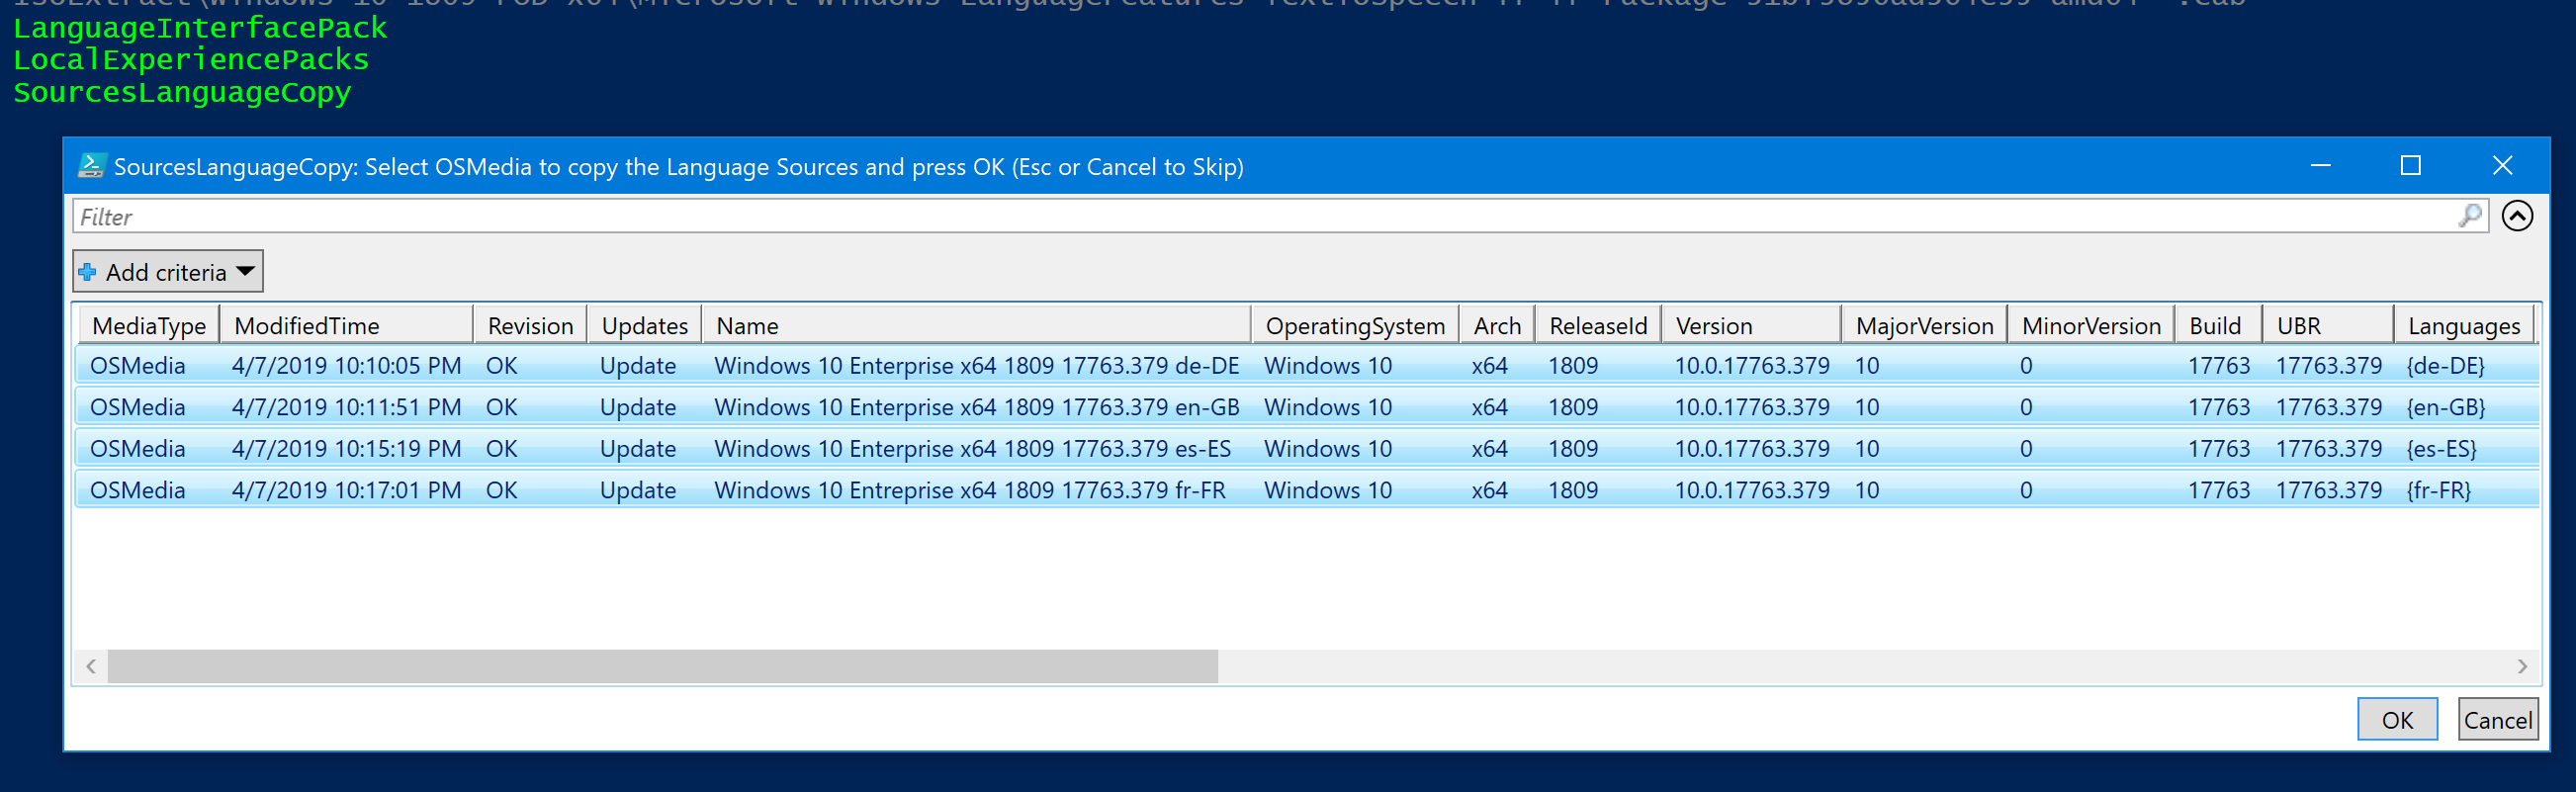 LanguageInterfacePack
LocalExperiencePacks
SourcesLanguageCopy
SourcesLanguageCopy: Select OSMedia to copy the Language Sources and press OK (Esc or Cancel to Skip)
Filter
Add criteria
MediaType ModifiedTime Revision Updates Name OperatingSystem Arch ReleaseId Version MajorVersion MinorVersion Build UBR Languages
OSMedia 4/7/2019 10:10:05 PM OK Update Windows 10 Enterprise x64 1809 17763.379 de-DE Windows 10 x64 1809 10.0.17763.379 10 0 17763 17763.379 {de-DE}
OSMedia 4/7/2019 10:11:51 PM OK Update Windows 10 Enterprise x64 1809 17763.379 en-GB Windows 10 x64 1809 10.0.17763.379 10 0 17763 17763.379 {en-GB}
OSMedia 4/7/2019 10:15:19 PM OK Update Windows 10 Enterprise x64 1809 17763.379 es-ES Windows 10 x64 1809 10.0.17763.379 10 0 17763 17763.379 {es-ES}
OSMedia 4/7/2019 10:17:01 PM OK Update Windows 10 Entreprise x64 1809 17763.379 fr-FR Windows 10 x64 1809 10.0.17763.379 10 0 17763 17763.379 {fr-FR}
OK Cancel